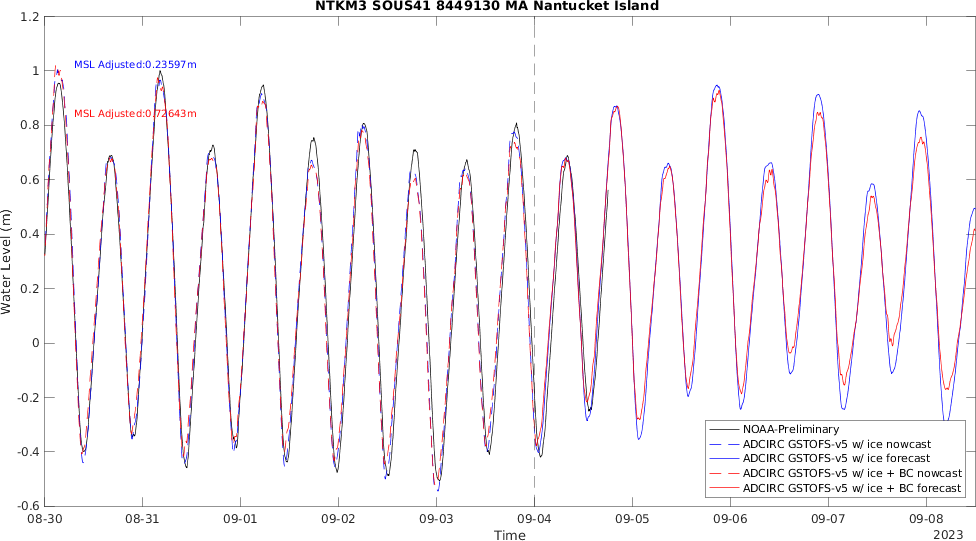 NTKM3 SOUS41 8449130 MA Nantucket Island
MSL Adjusted:0.23597m
MSL Adjusted:0.72643m
Water Level (m)
1.2
1
0.8
0.6
0.4
0.2
0
-0.2
-0.4
-0.6
NOAA-Preliminary
ADCIRC GSTOFS-v5 w/ ice nowcast
ADCIRC GSTOFS-v5 w/ ice forecast
ADCIRC GSTOFS-v5 w/ ice + BC nowcast
ADCIRC GSTOFS-v5 w/ ice + BC forecast
08-30 08-31 09-01 09-02 09-03 09-04 09-05 09-06 09-07 09-08
Time
2023